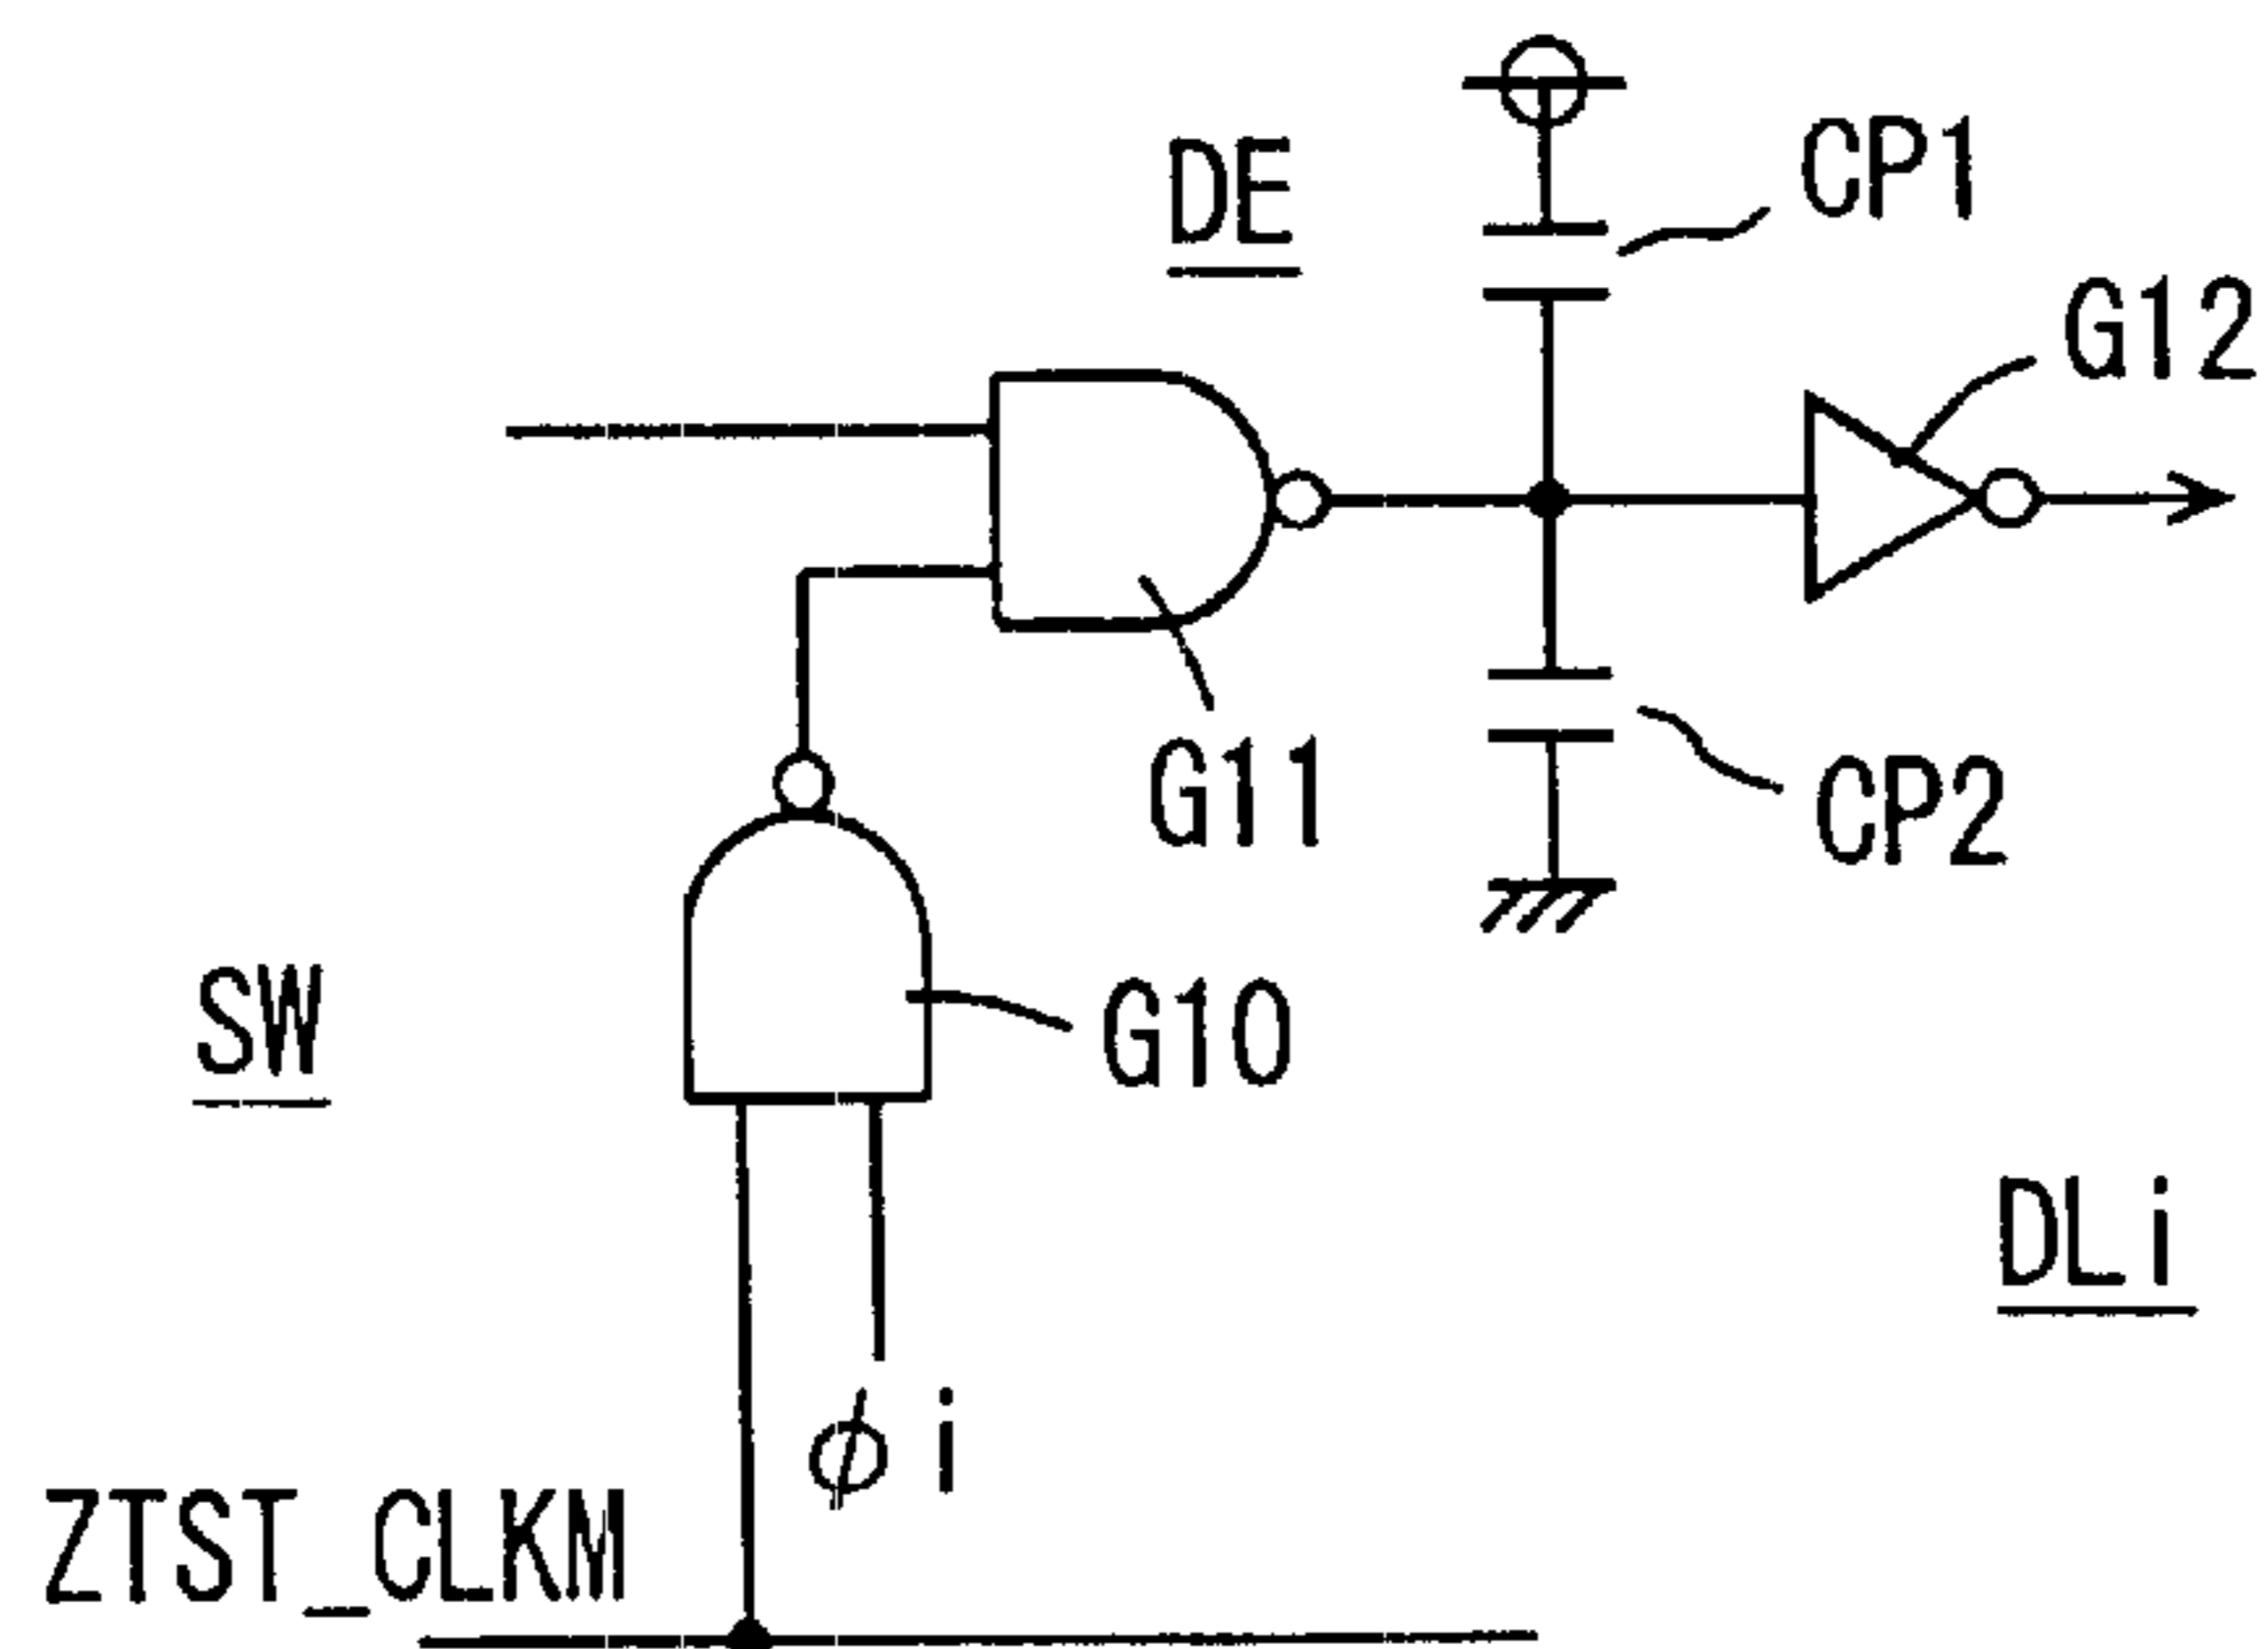 DE
CP1
G12
G11
CP2
SW
G10
DLi
φi
ZTST_CLKM